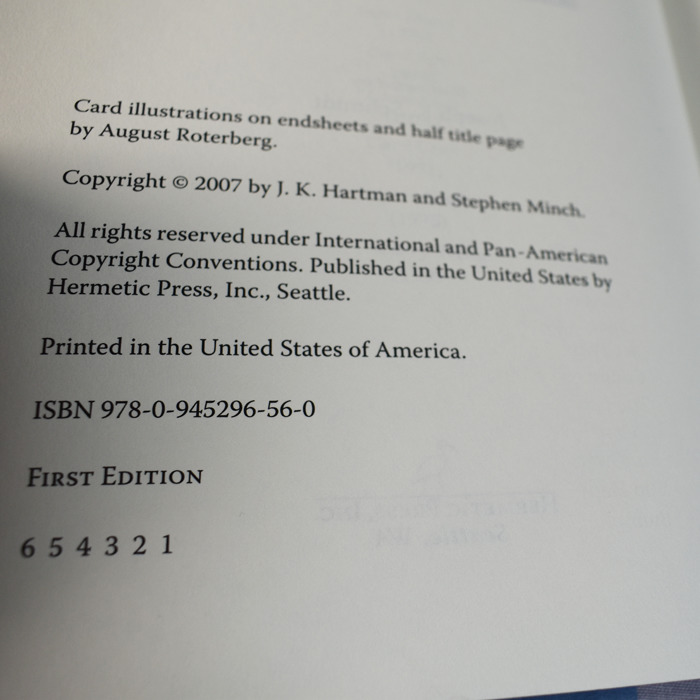 Card illustrations on endsheets and half title page
by August Roterberg.
Copyright © 2007 by J. K. Hartman and Stephen Minch.
All rights reserved under International and Pan-American
Copyright Conventions. Published in the United States by
Hermetic Press, Inc., Seattle.
Printed in the United States of America.
ISBN 978-0-945296-56-0
FIRST EDITION
6 5 4 3 2 1